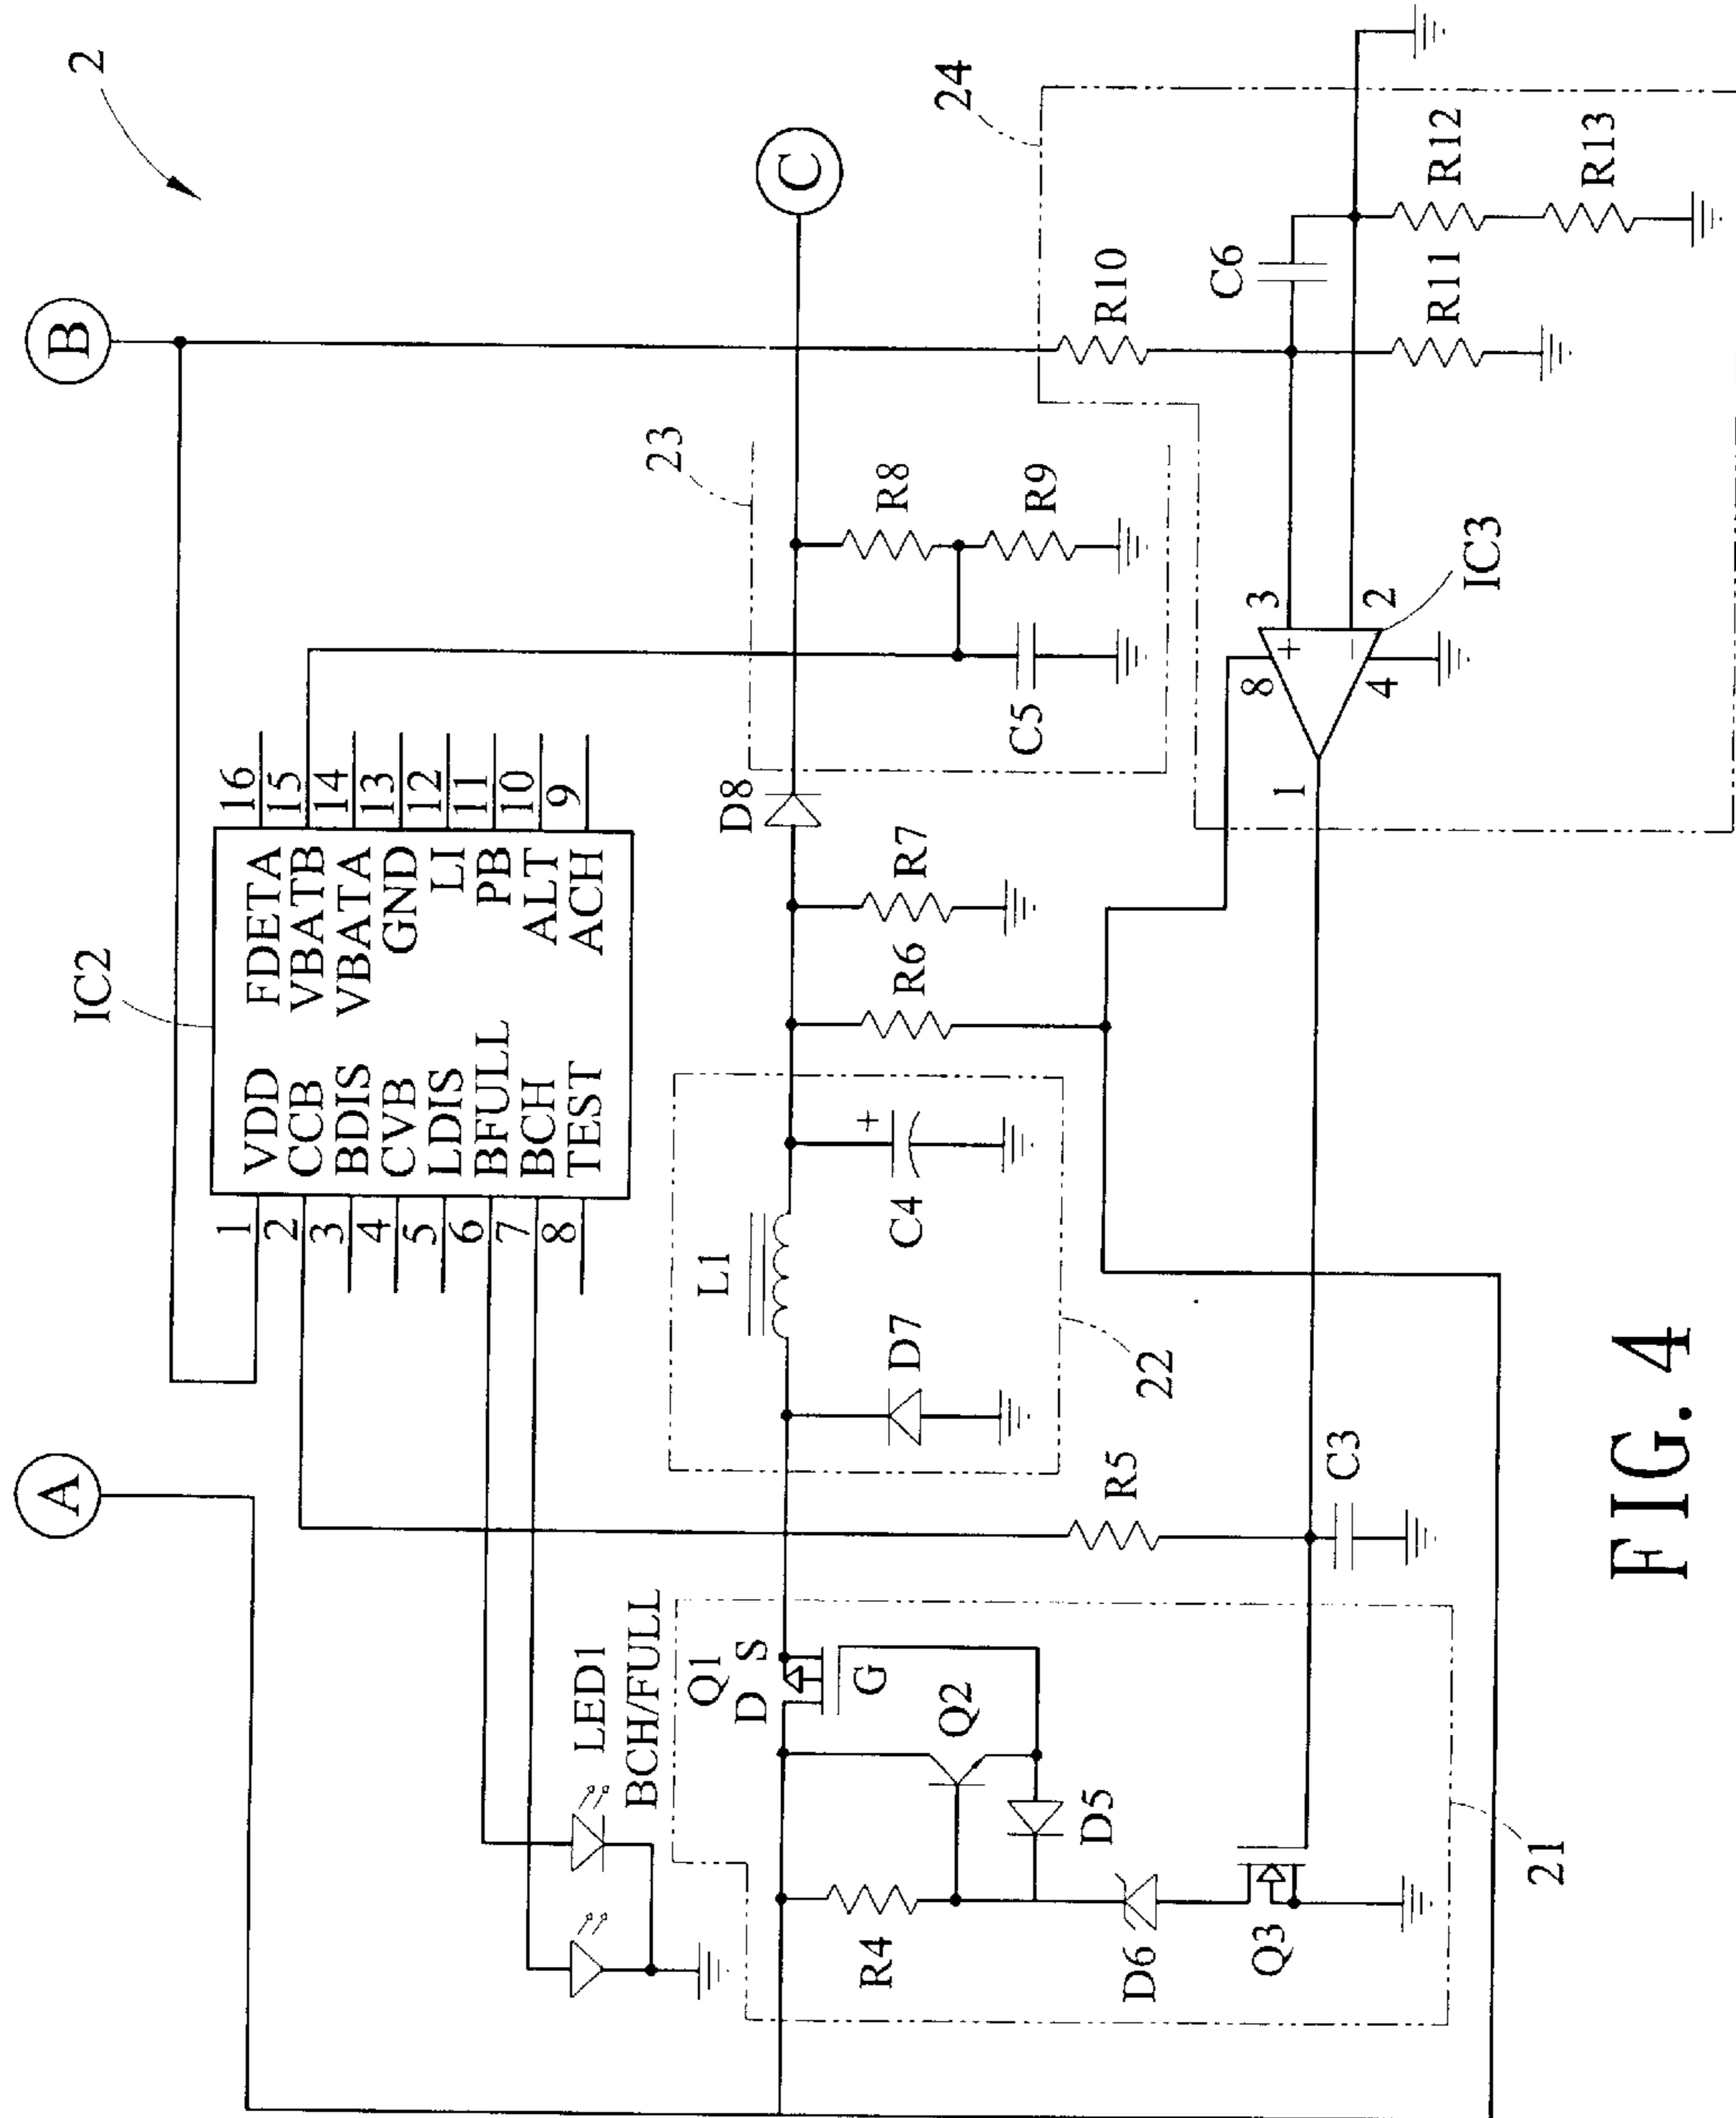 2
A
B
C
IC2
1 VDD
2 CCB
3 BDIS
4 CVB
5 LDIS
6 BFULL
7 BCH
8 TEST
FDETA 16
VBATB 15
VBATA 14
GND 13
LI 12
PB 11
ALT 10
ACH 9
LED1
BCH/FULL
Q1
D S
G
Q2
R4
D5
D6
Q3
21
R5
C3
L1
D7
C4
+
22
R6
R7
D8
23
R8
R9
C5
24
R10
C6
R11
R12
R13
IC3
8
3
+
1
-
2
4
FIG. 4